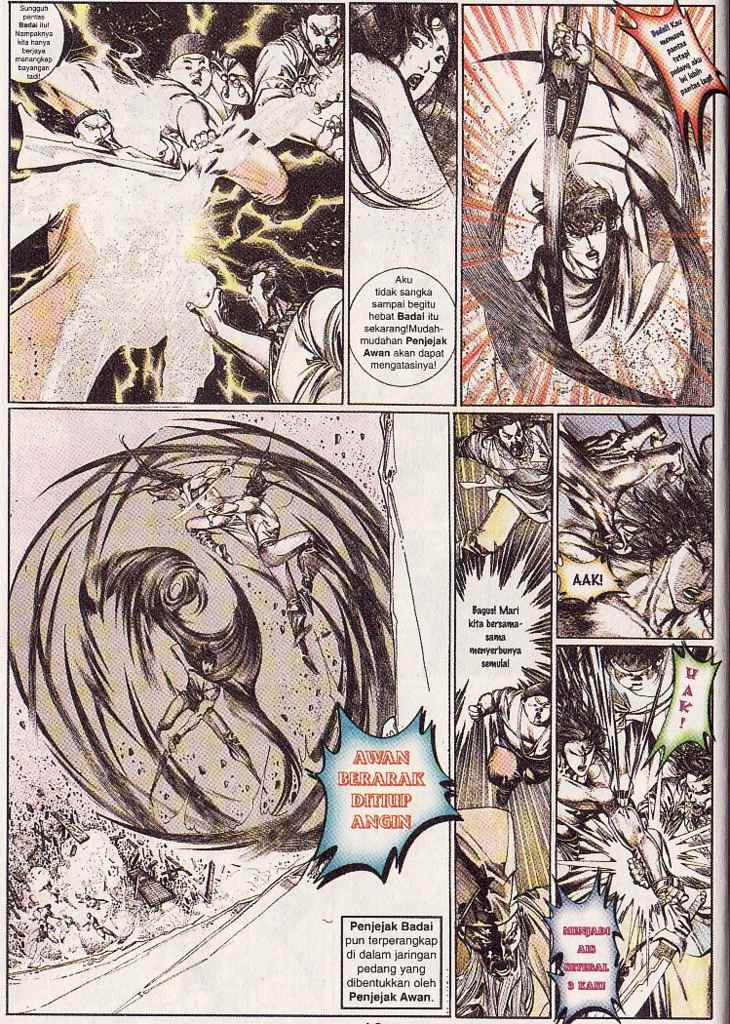 Sungguh
pantas
Badai itu!
Nampaknya
kita hanya
berjaya
menangkap
bayangan
tadi!
Aku
tidak sangka
sampai begitu
hebat Badai itu
sekarang!Mudah-
mudahan Penjejak
Awan akan dapat
mengatasinya!
Badai! Kau
memang
pantas
tetapi
pedang aku
ini lebih
pantas lagi!
AWAN
BERARAK
DITIUP
ANGIN
Penjejak Badai
pun terperangkap
di dalam jaringan
pedang yang
dibentukkan oleh
Penjejak Awan.
Bagus! Mari
kita bersama-
sama
menyerbunya
semula!
AAK!
HAK!
MENJADI
AIS
SETEBAL
3 KAKI